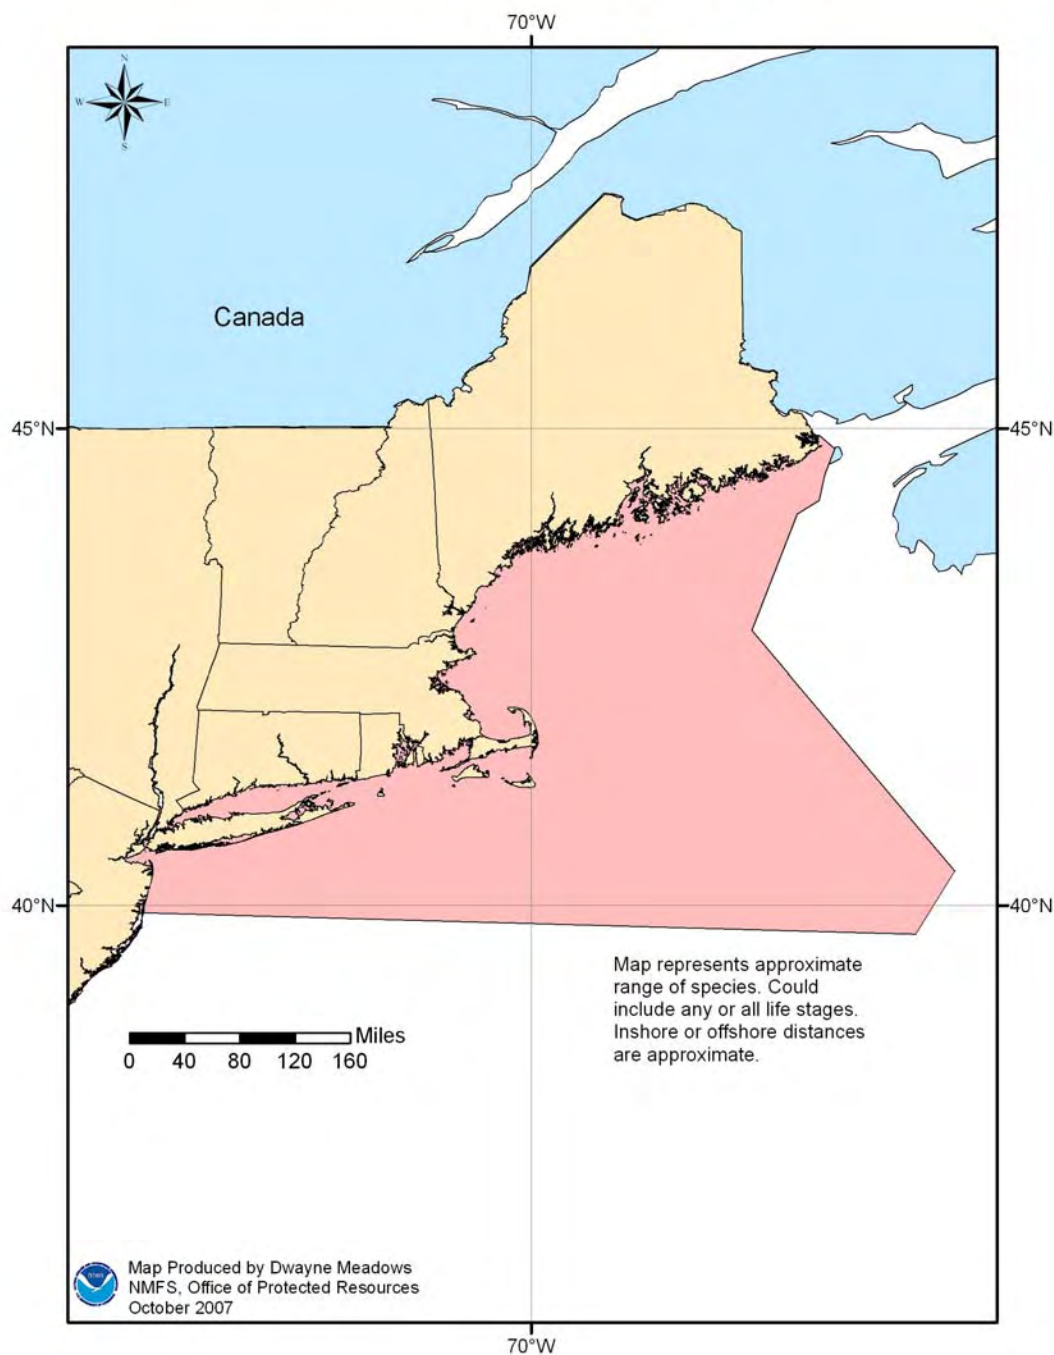 70°W
N
W
E
S
Canada
45°N
45°N
40°N
40°N
Map represents approximate
range of species. Could
include any or all life stages.
Inshore or offshore distances
are approximate.
Miles
0 40 80 120 160
Map Produced by Dwayne Meadows
NMFS, Office of Protected Resources
October 2007
70°W